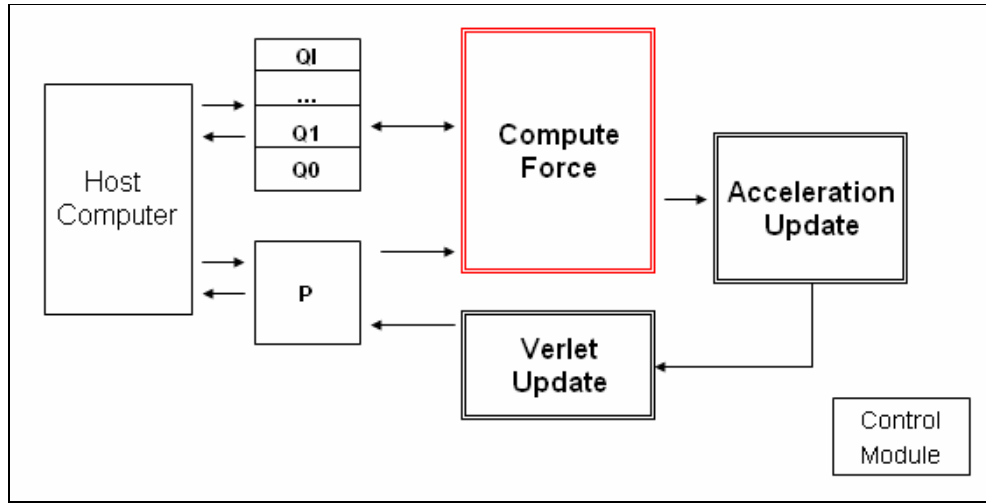 Host
Computer
QI
...
Q1
Q0
P
Compute
Force
Acceleration
Update
Verlet
Update
Control
Module